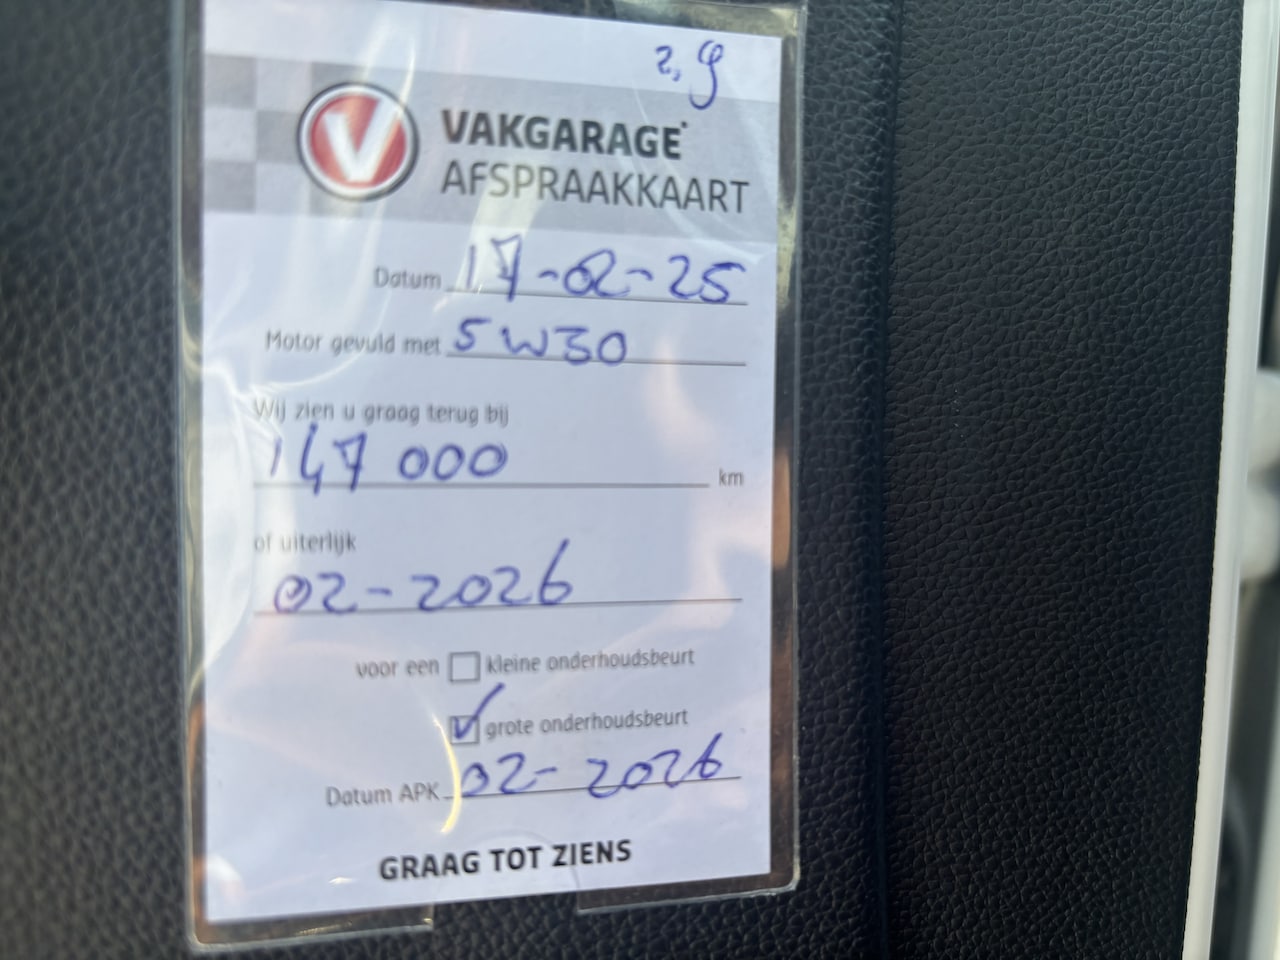 2,9
V
VAKGARAGE
AFSPRAAKKAART
Datum 17-02-25
Motor gevuld met 5W30
Wij zien u graag terug bij
147 000 km
of uiterlijk
02-2026
voor een kleine onderhoudsbeurt
grote onderhoudsbeurt
Datum APK 02-2026
GRAAG TOT ZIENS